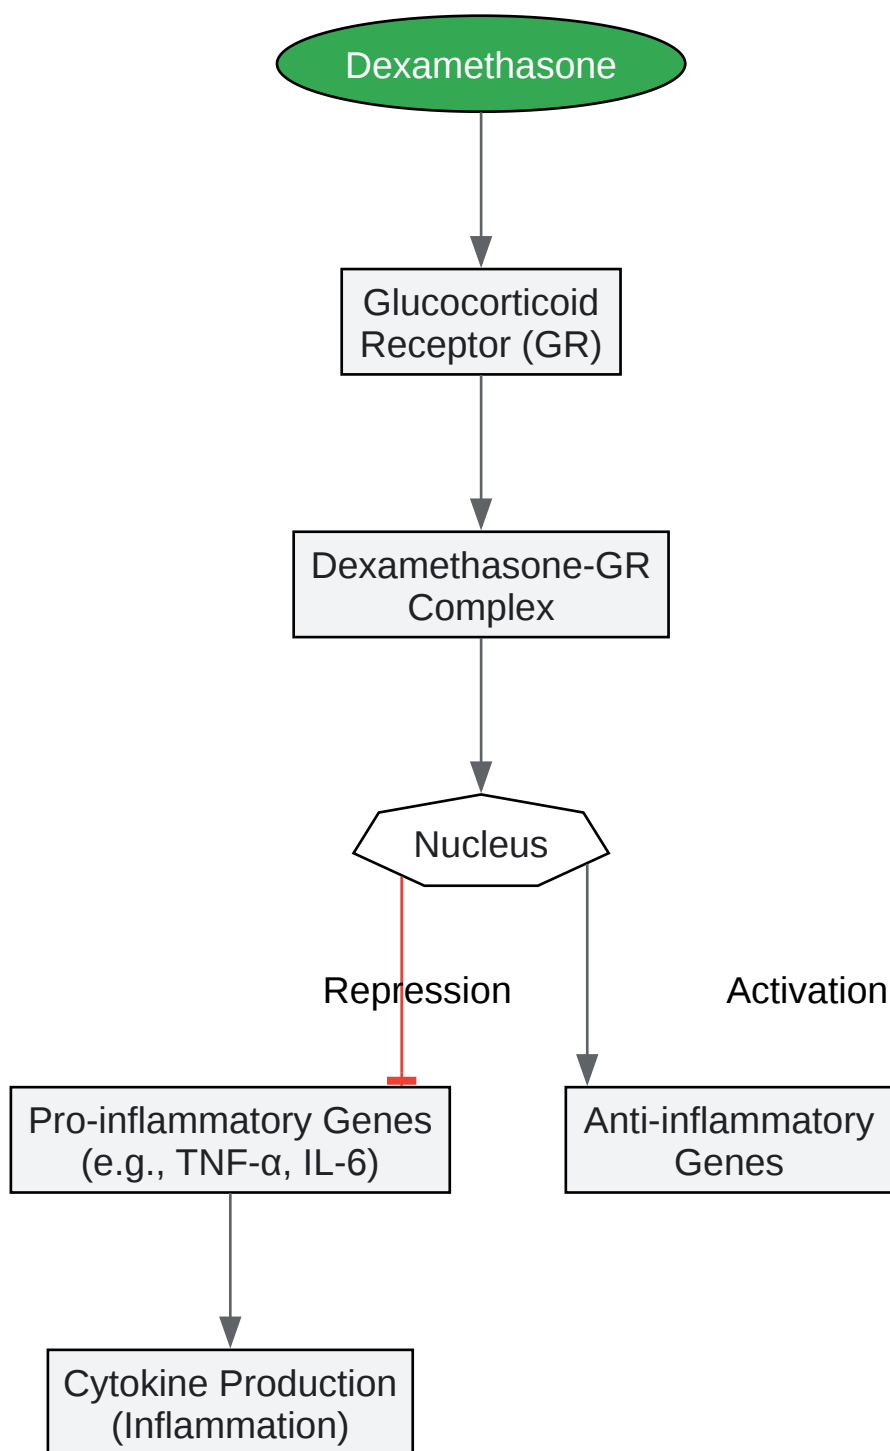 Dexamethasone
Glucocorticoid
Receptor (GR)
Dexamethasone-GR
Complex
Nucleus
Repression
Activation
Pro-inflammatory Genes
(e.g., TNF-α, IL-6)
Anti-inflammatory
Genes
Cytokine Production
(Inflammation)